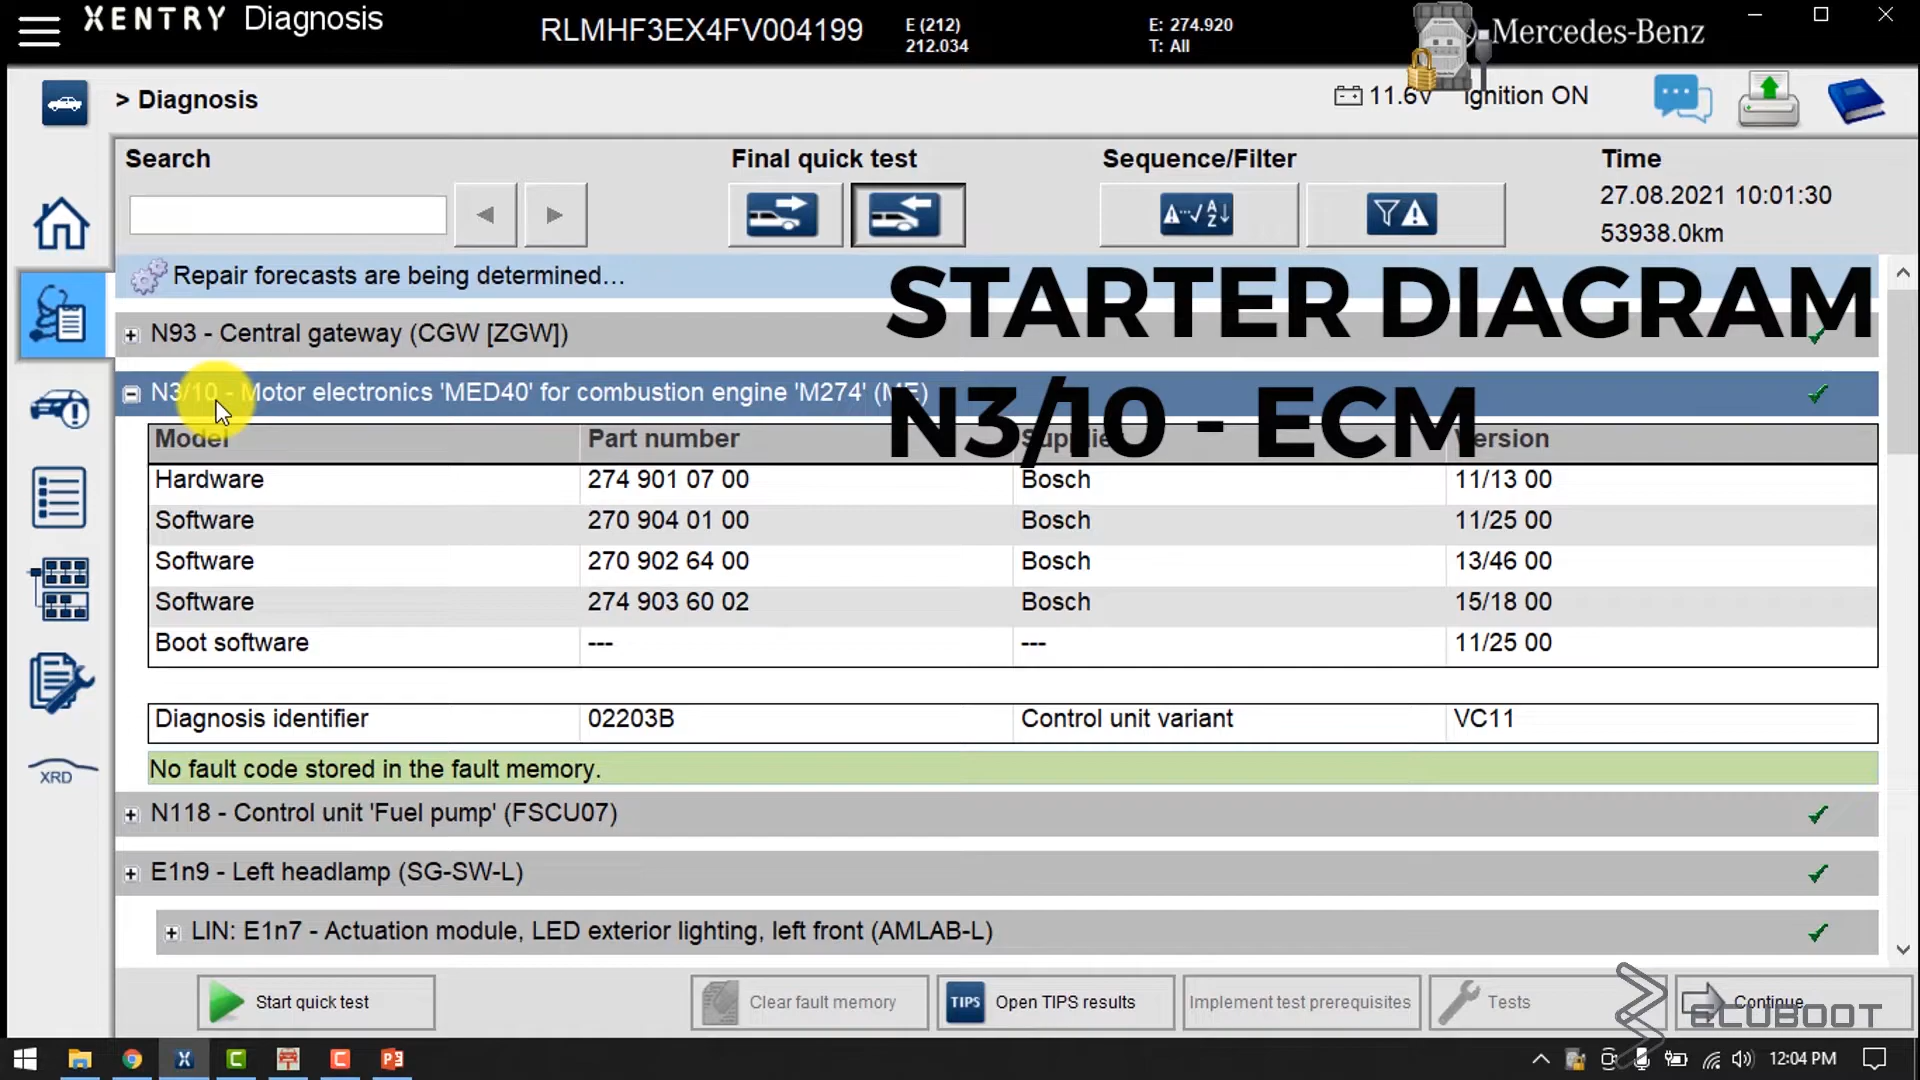 XENTRY Diagnosis
RLMHF3EX4FV004199
E (212)
212.034
E: 274.920
T: All
Mercedes-Benz
> Diagnosis
11.6V
Ignition ON
Search
Final quick test
Sequence/Filter
Time
27.08.2021 10:01:30
53938.0km
Repair forecasts are being determined...
STARTER DIAGRAM
N93 - Central gateway (CGW [ZGW])
N3/10 - Motor electronics 'MED40' for combustion engine 'M274' (ME)
N3/10 - ECM
Model Part number Supplier Version
Hardware 274 901 07 00 Bosch 11/13 00
Software 270 904 01 00 Bosch 11/25 00
Software 270 902 64 00 Bosch 13/46 00
Software 274 903 60 02 Bosch 15/18 00
Boot software --- --- 11/25 00
Diagnosis identifier 02203B Control unit variant VC11
No fault code stored in the fault memory.
N118 - Control unit 'Fuel pump' (FSCU07)
E1n9 - Left headlamp (SG-SW-L)
LIN: E1n7 - Actuation module, LED exterior lighting, left front (AMLAB-L)
XRD
Start quick test
Clear fault memory
TIPS Open TIPS results
Implement test prerequisites
Tests
Continue
ECUBOOT
12:04 PM